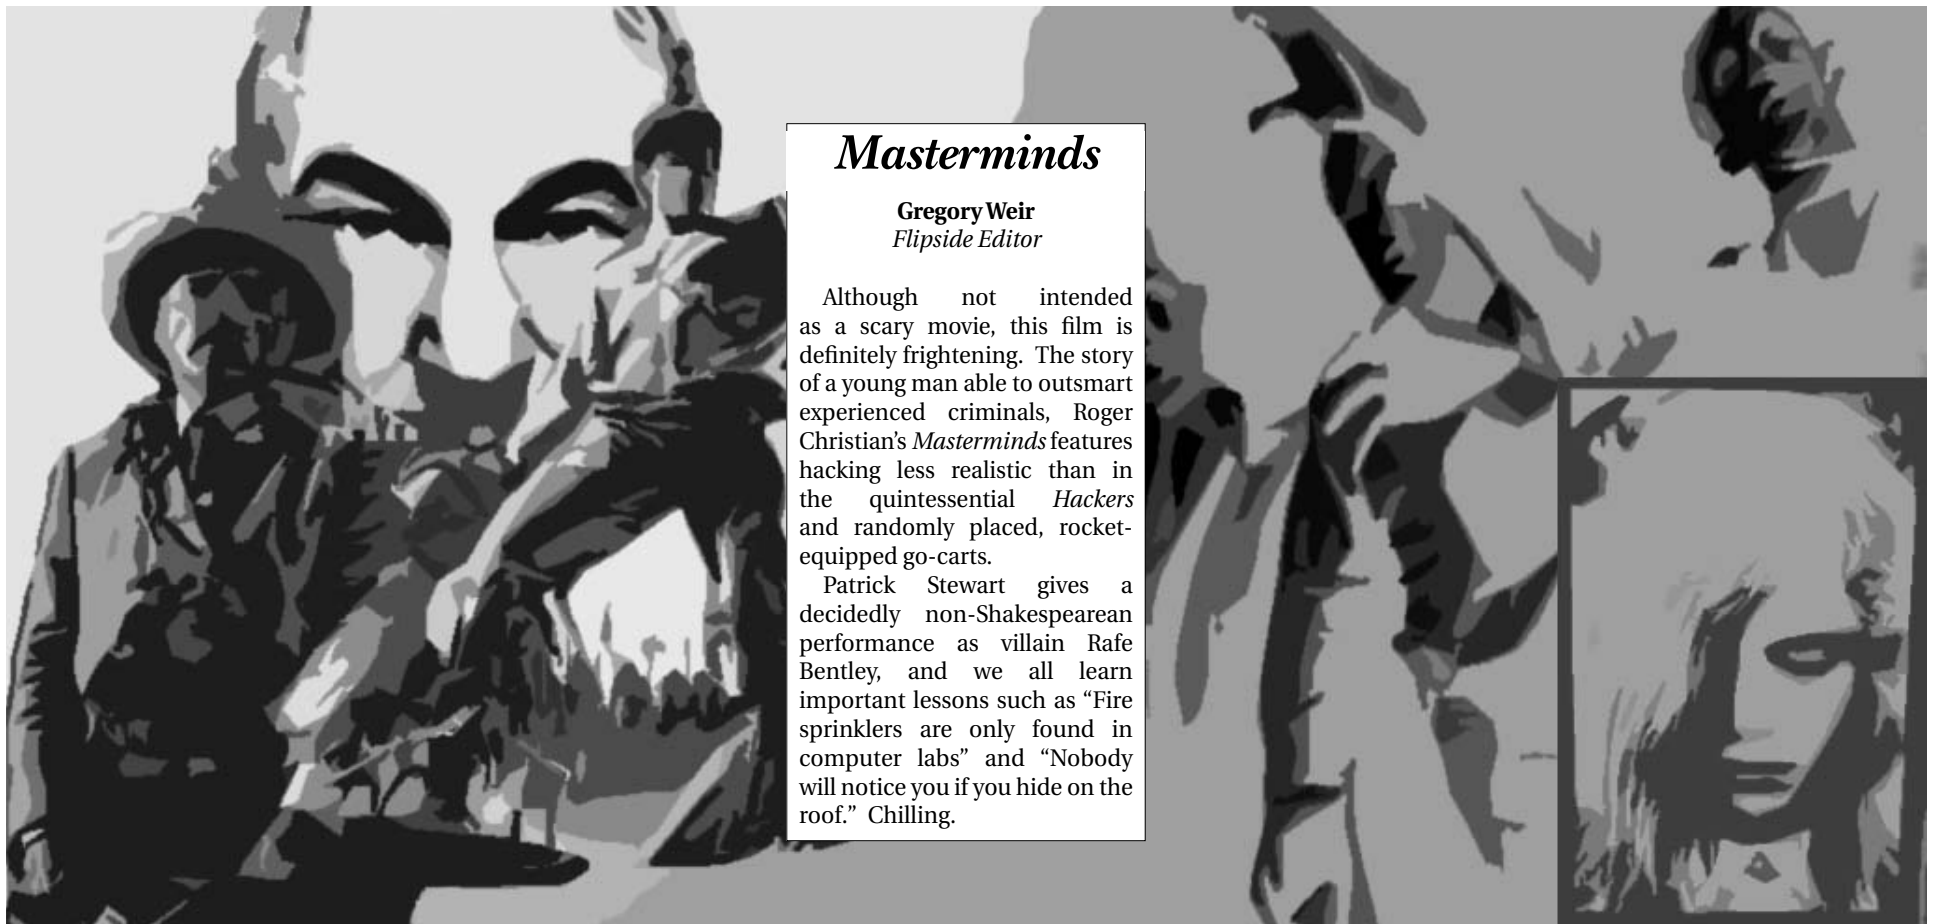 Masterminds
Gregory Weir
Flipside Editor
Although not intended
as a scary movie, this film is
definitely frightening. The story
of a young man able to outsmart
experienced criminals, Roger
Christian’s Masterminds features
hacking less realistic than in
the quintessential Hackers
and randomly placed, rocket-
equipped go-carts.
Patrick Stewart gives a
decidedly non-Shakespearean
performance as villain Rafe
Bentley, and we all learn
important lessons such as “Fire
sprinklers are only found in
computer labs” and “Nobody
will notice you if you hide on the
roof.” Chilling.